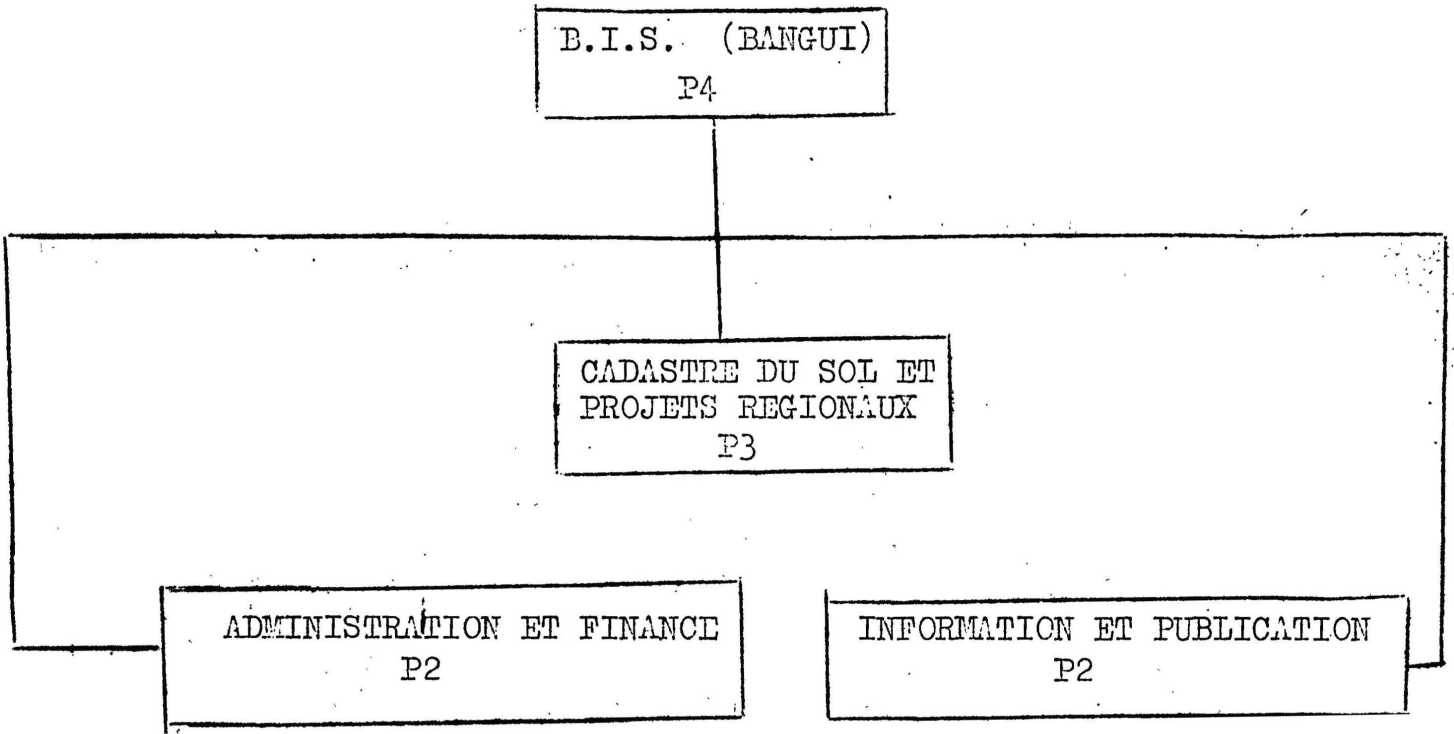 B.I.S. (BANGUI)
P4
CADASTRE DU SOL ET
PROJETS REGIONAUX
P3
ADMINISTRATION ET FINANCE
P2
INFORMATION ET PUBLICATION
P2